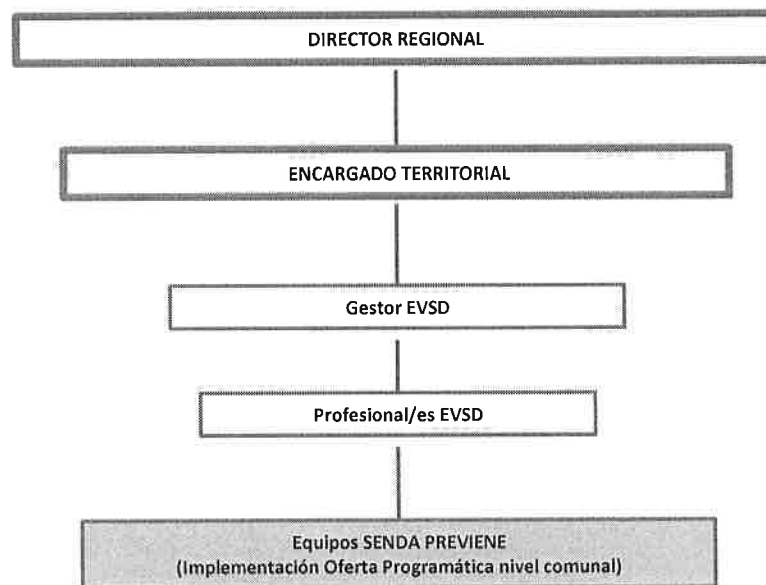 DIRECTOR REGIONAL
ENCARGADO TERRITORIAL
Gestor EVSD
Profesional/es EVSD
Equipos SENDA PREVIENE
(Implementación Oferta Programática nivel comunal)